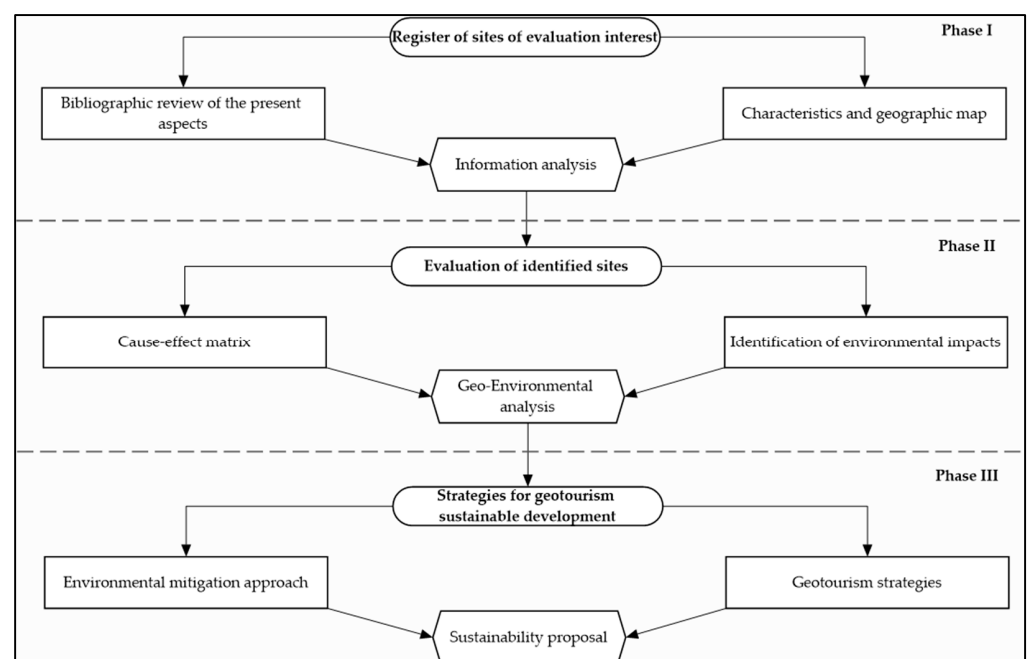 Phase I
Register of sites of evaluation interest
Bibliographic review of the present
aspects
Characteristics and geographic map
Information analysis
Phase II
Evaluation of identified sites
Cause-effect matrix
Identification of environmental impacts
Geo-Environmental
analysis
Phase III
Strategies for geotourism
sustainable development
Environmental mitigation approach
Geotourism strategies
Sustainability proposal